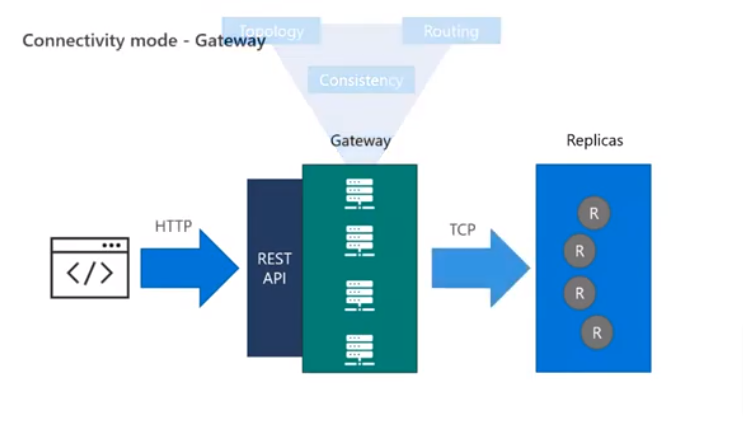 Topology
Routing
Connectivity mode - Gateway
Consistency
Gateway
Replicas
HTTP
REST
API
TCP
R
R
R
R